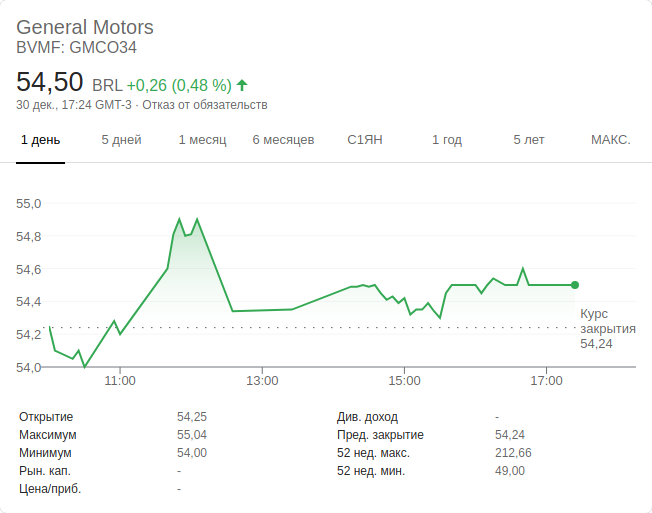 General Motors
BVMF: GMCO34
54,50 BRL +0,26 (0,48 %)
30 дек., 17:24 GMT-3 · Отказ от обязательств
1 день 5 дней 1 месяц 6 месяцев С1ЯН 1 год 5 лет МАКС.
55,0
54,8
54,6
54,4
54,2
54,0
Курс
закрытия
54,24
11:00 13:00 15:00 17:00
Открытие 54,25 Див. доход -
Максимум 55,04 Пред. закрытие 54,24
Минимум 54,00 52 нед. макс. 212,66
Рын. кап. - 52 нед. мин. 49,00
Цена/приб. -